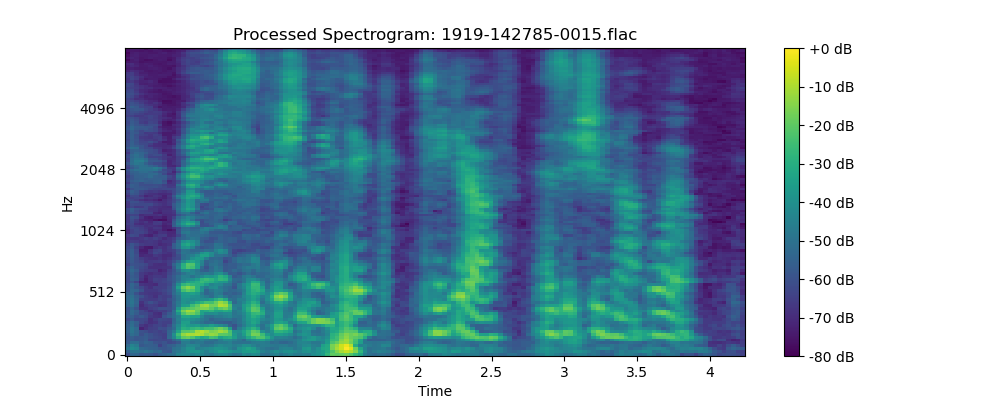 Processed Spectrogram: 1919-142785-0015.flac
Hz
4096
2048
1024
512
0
0 0.5 1 1.5 2 2.5 3 3.5 4
Time
+0 dB
-10 dB
-20 dB
-30 dB
-40 dB
-50 dB
-60 dB
-70 dB
-80 dB